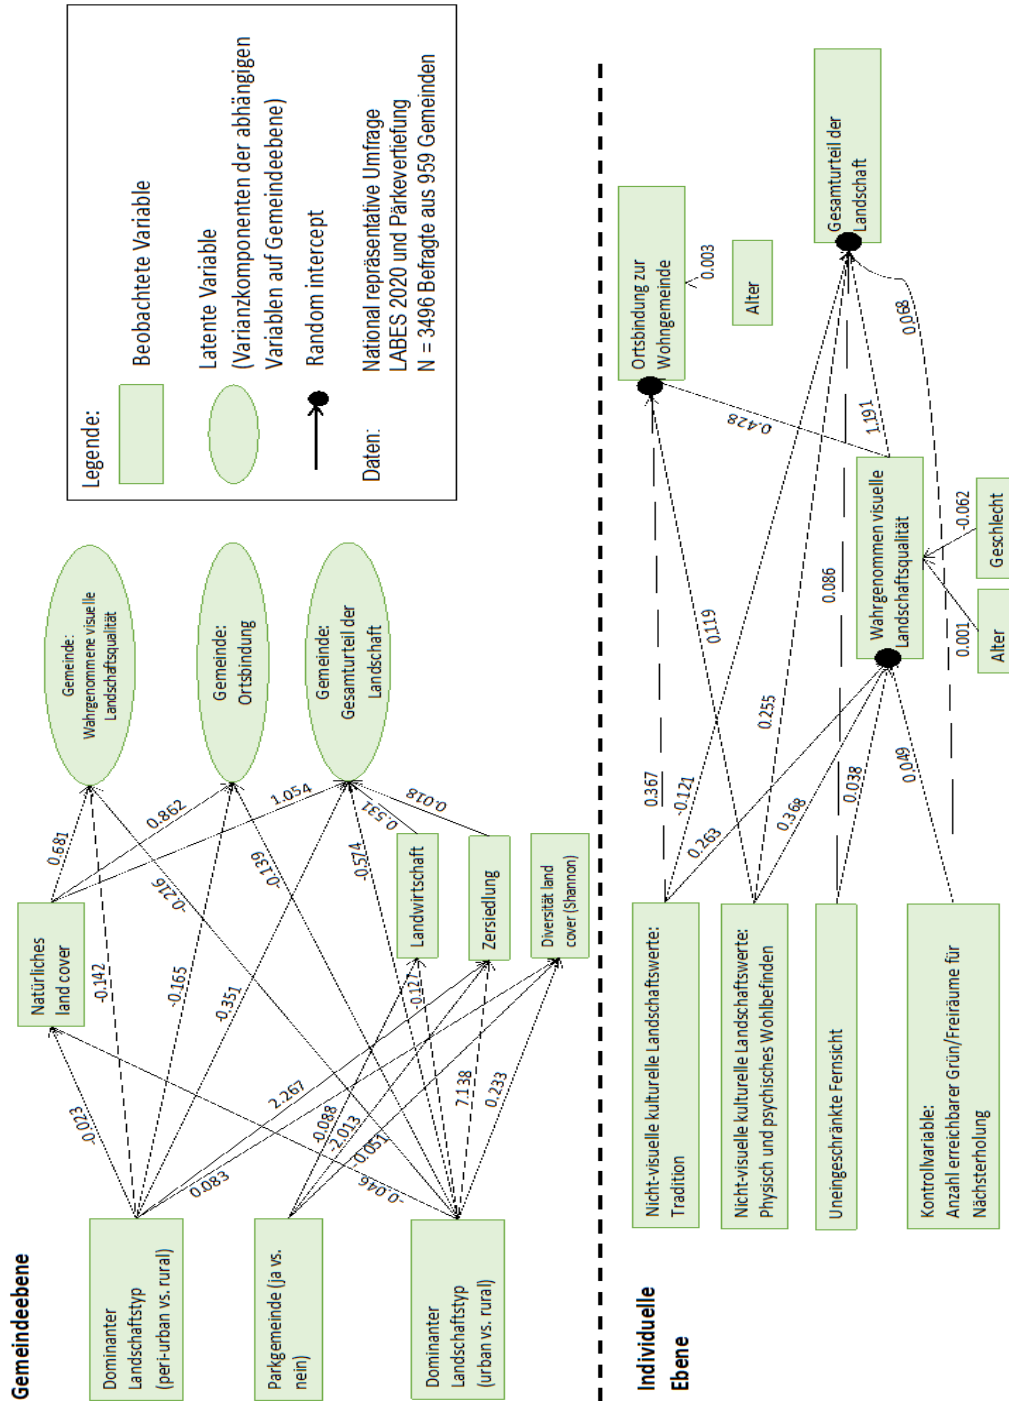 Gemeindeebene
Dominanter
Landschaftstyp
(peri-urban vs. rural)
Parkgemeinde (ja vs.
nein)
Dominanter
Landschaftstyp
(urban vs. rural)
Natürliches
land cover
Landwirtschaft
Zersiedlung
Diversität land
cover (Shannon)
Gemeinde:
Wahrgenommene visuelle
Landschaftsqualität
Gemeinde:
Ortsbindung
Gemeinde:
Gesamturteil der
Landschaft
-0.023
-0.142
-0.165
-0.351
2.267
0.083
-0.088
-2.013
-0.051
-0.046
-0.216
-0.139
-0.574
-0.127
7.138
0.233
0.681
0.862
1.054
0.531
0.018
Legende:
Beobachtete Variable
Latente Variable
(Varianzkomponenten der abhängigen
Variablen auf Gemeindeebene)
Random intercept
Daten:
National repräsentative Umfrage
LABES 2020 und Pärkevertiefung
N = 3496 Befragte aus 959 Gemeinden
Individuelle
Ebene
Nicht-visuelle kulturelle Landschaftswerte:
Tradition
Nicht-visuelle kulturelle Landschaftswerte:
Physisch und psychisches Wohlbefinden
Uneingeschränkte Fernsicht
Kontrollvariable:
Anzahl erreichbarer Grün/Freiräume für
Nächsterholung
0.367
-0.121
0.263
0.119
0.255
0.368
0.086
0.038
0.049
0.068
Wahrgenommen visuelle
Landschaftsqualität
0.001
Alter
-0.062
Geschlecht
0.428
1.191
Ortsbindung zur
Wohngemeinde
0.003
Alter
Gesamturteil der
Landschaft